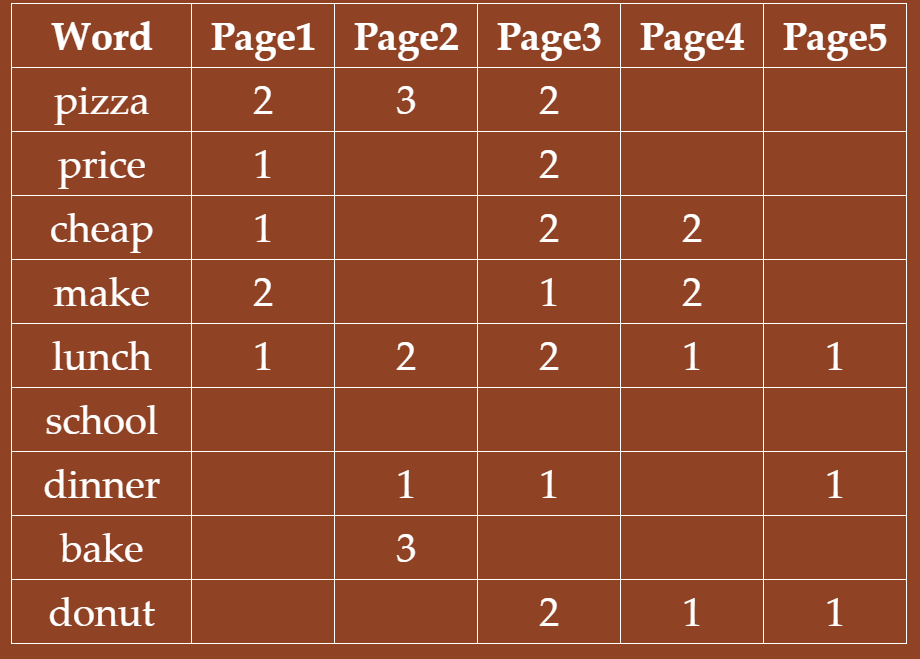 Word Page1 Page2 Page3 Page4 Page5
pizza 2 3 2
price 1 2
cheap 1 2 2
make 2 1 2
lunch 1 2 2 1 1
school
dinner 1 1 1
bake 3
donut 2 1 1